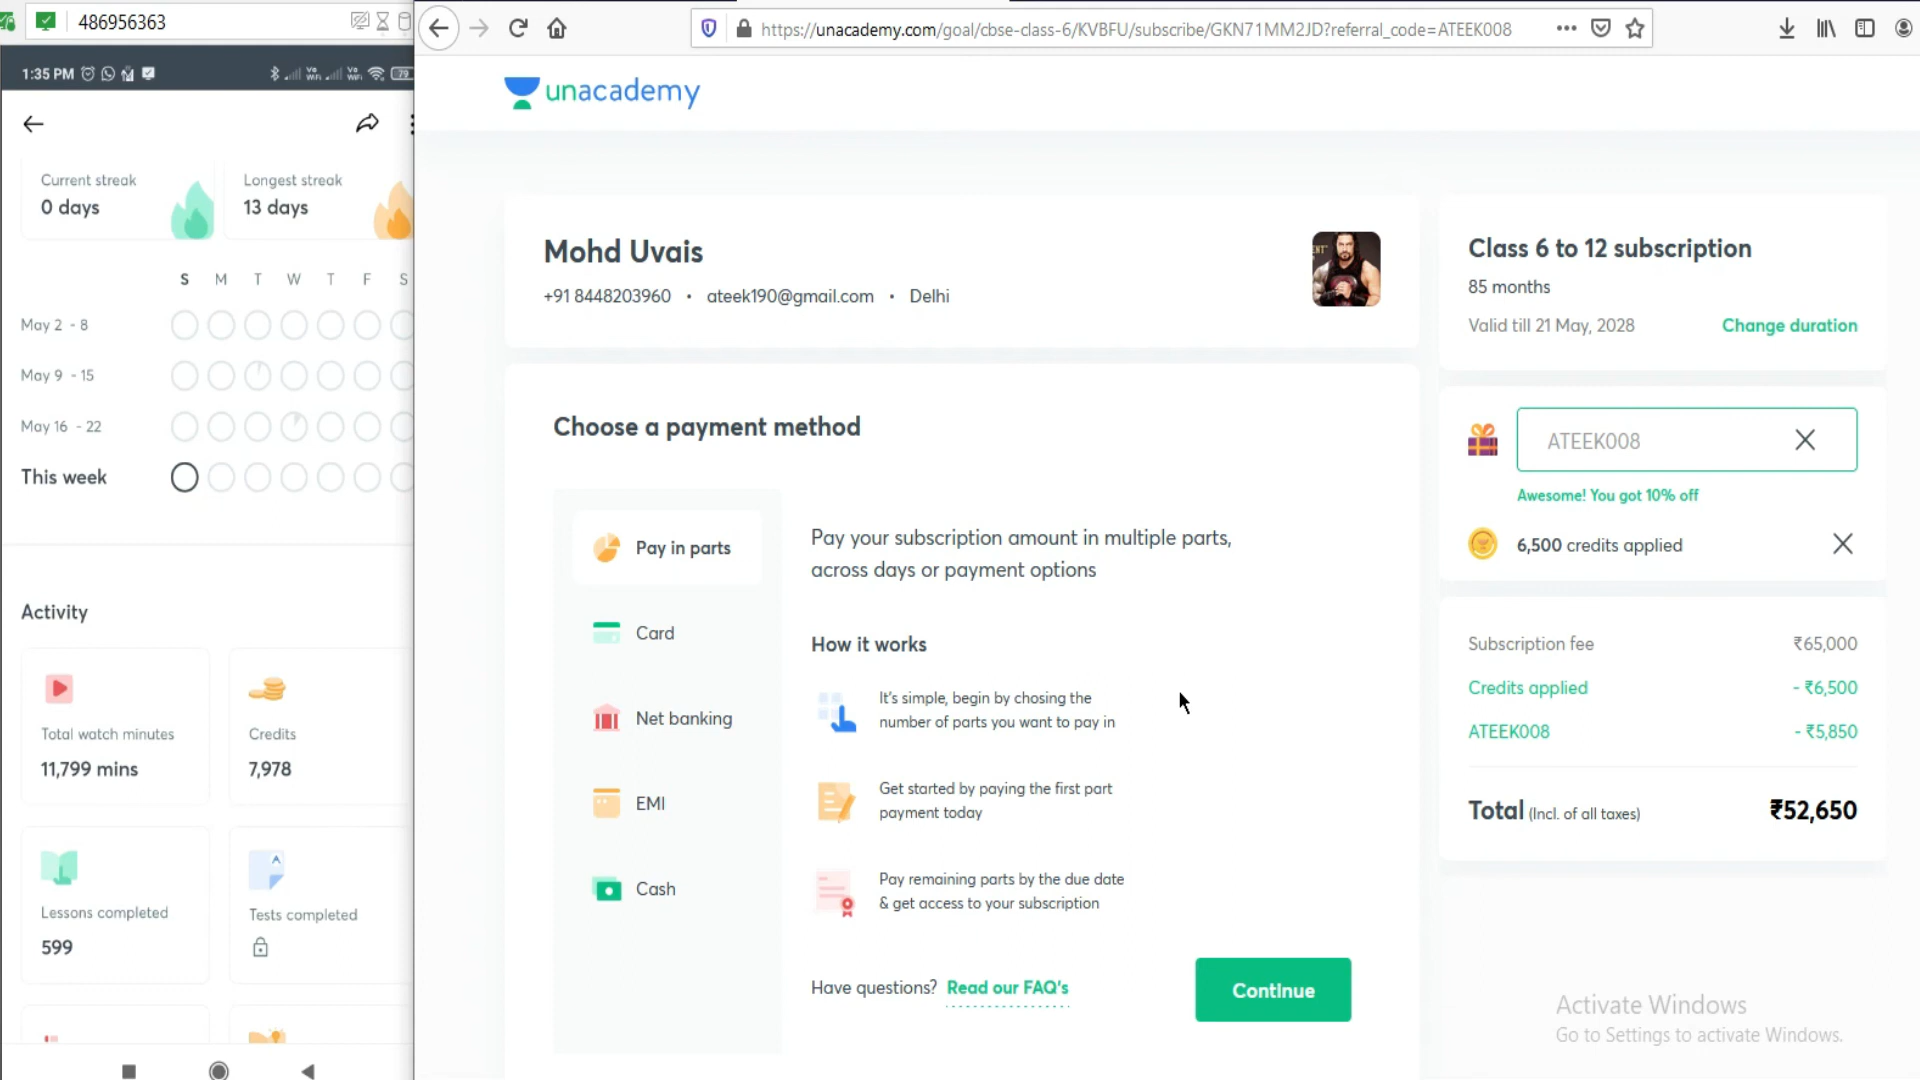 486956363
1:35 PM
79
Current streak
0 days
Longest streak
13 days
S M T W T F S
May 2 - 8
May 9 - 15
May 16 - 22
This week
Activity
Total watch minutes
11,799 mins
Credits
7,978
Lessons completed
599
Tests completed
https://unacademy.com/goal/cbse-class-6/KVBFU/subscribe/GKN71MM2JD?referral_code=ATEEK008
unacademy
Mohd Uvais
+91 8448203960 • ateek190@gmail.com • Delhi
Choose a payment method
Pay in parts
Card
Net banking
EMI
Cash
Pay your subscription amount in multiple parts,
across days or payment options
How it works
It's simple, begin by chosing the
number of parts you want to pay in
Get started by paying the first part
payment today
Pay remaining parts by the due date
& get access to your subscription
Have questions? Read our FAQ's
Continue
Class 6 to 12 subscription
85 months
Valid till 21 May, 2028 Change duration
ATEEK008
Awesome! You got 10% off
6,500 credits applied
Subscription fee ₹65,000
Credits applied - ₹6,500
ATEEK008 - ₹5,850
Total (Incl. of all taxes) ₹52,650
Activate Windows
Go to Settings to activate Windows.